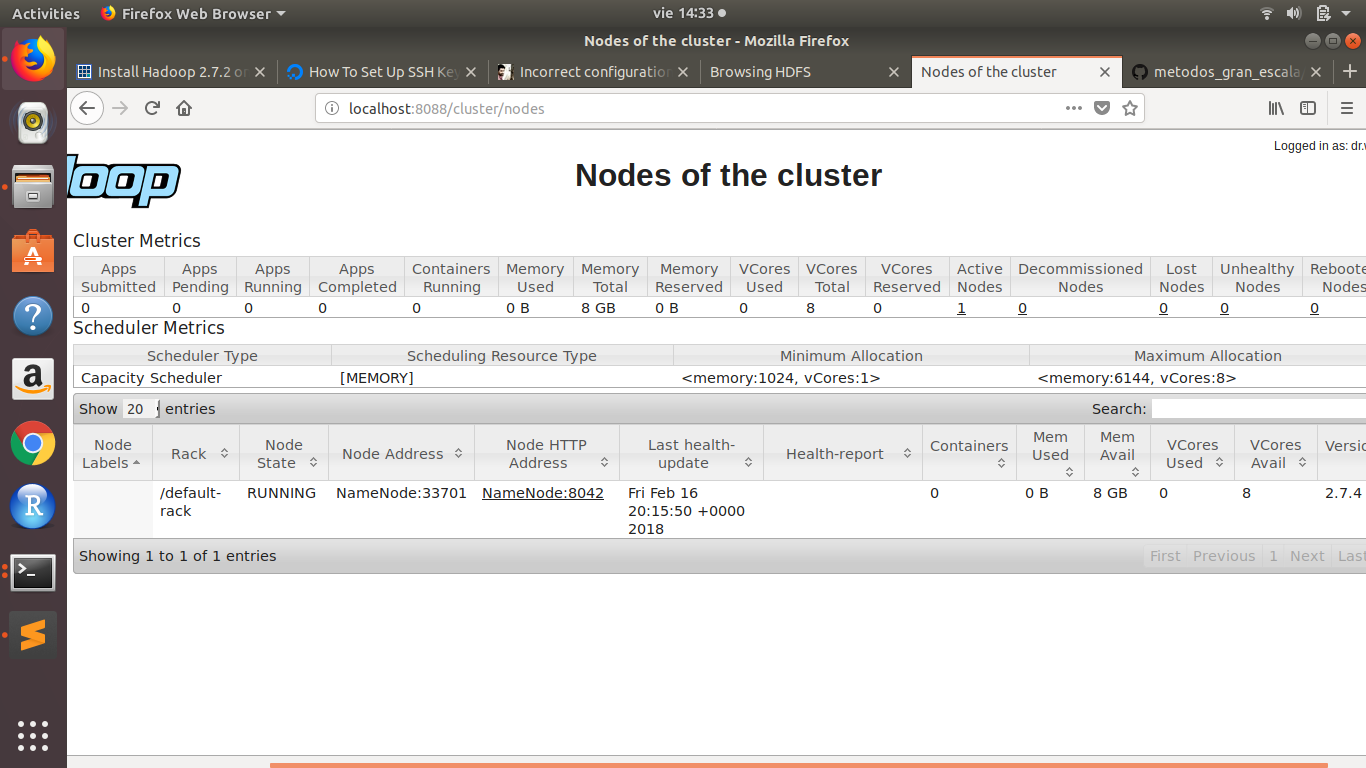 Activities Firefox Web Browser vie 14:33
Nodes of the cluster - Mozilla Firefox
Install Hadoop 2.7.2 or How To Set Up SSH Key Incorrect configuration Browsing HDFS Nodes of the cluster metodos_gran_escala
localhost:8088/cluster/nodes
Logged in as: dr.
oop
Nodes of the cluster
Cluster Metrics
Apps Submitted Apps Pending Apps Running Apps Completed Containers Running Memory Used Memory Total Memory Reserved VCores Used VCores Total VCores Reserved Active Nodes Decommissioned Nodes Lost Nodes Unhealthy Nodes Reboote Nodes
0 0 0 0 0 0 B 8 GB 0 B 0 8 0 1 0 0 0 0
Scheduler Metrics
Scheduler Type Scheduling Resource Type Minimum Allocation Maximum Allocation
Capacity Scheduler [MEMORY] <memory:1024, vCores:1> <memory:6144, vCores:8>
Show 20 entries Search:
Node Labels Rack Node State Node Address Node HTTP Address Last health-update Health-report Containers Mem Used Mem Avail VCores Used VCores Avail Versio
/default-rack RUNNING NameNode:33701 NameNode:8042 Fri Feb 16 20:15:50 +0000 2018 0 0 B 8 GB 0 8 2.7.4
Showing 1 to 1 of 1 entries First Previous 1 Next Last